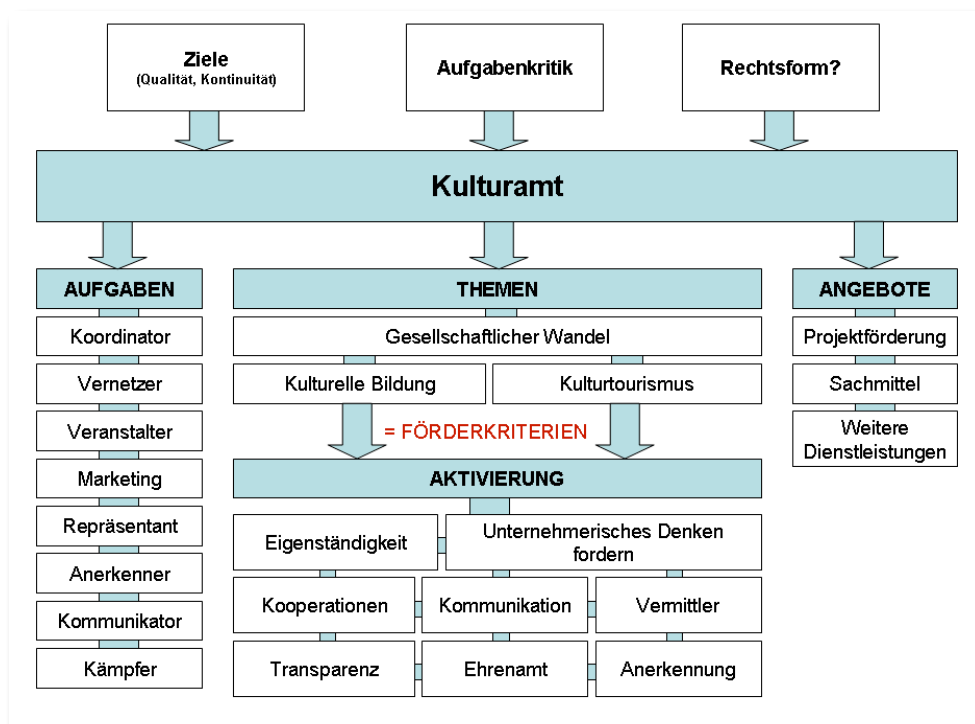 Ziele
(Qualität, Kontinuität)
Aufgabenkritik
Rechtsform?
Kulturamt
AUFGABEN
Koordinator
Vernetzer
Veranstalter
Marketing
Repräsentant
Anerkenner
Kommunikator
Kämpfer
THEMEN
Gesellschaftlicher Wandel
Kulturelle Bildung
Kulturtourismus
= FÖRDERKRITERIEN
AKTIVIERUNG
Eigenständigkeit
Unternehmerisches Denken
fordern
Kooperationen
Kommunikation
Vermittler
Transparenz
Ehrenamt
Anerkennung
ANGEBOTE
Projektförderung
Sachmittel
Weitere
Dienstleistungen